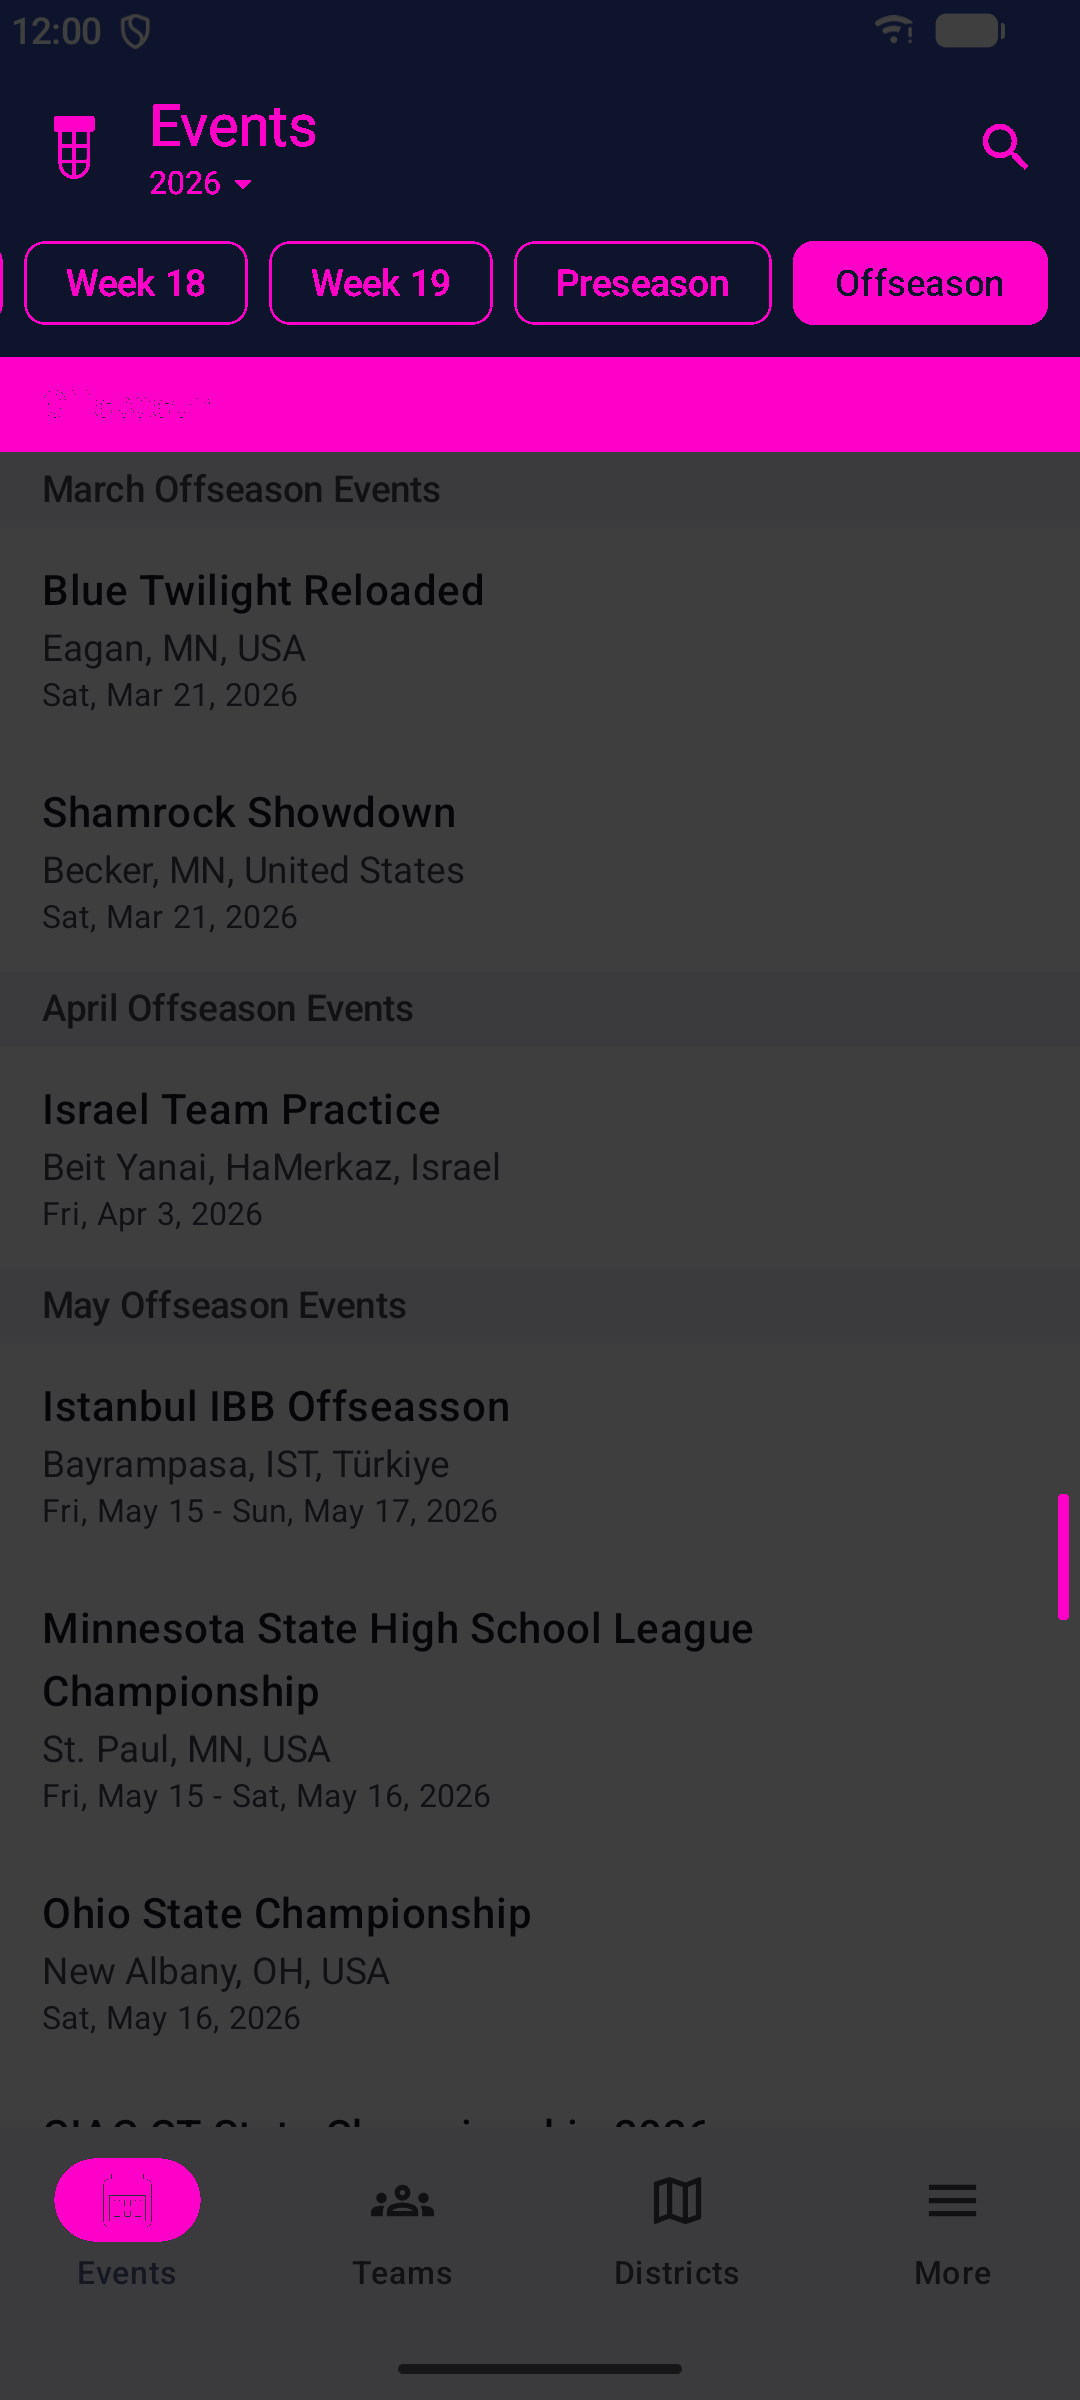 12:00
Events
2026
Week 18
Week 19
Preseason
Offseason
March Offseason Events
Blue Twilight Reloaded
Eagan, MN, USA
Sat, Mar 21, 2026
Shamrock Showdown
Becker, MN, United States
Sat, Mar 21, 2026
April Offseason Events
Israel Team Practice
Beit Yanai, HaMerkaz, Israel
Fri, Apr 3, 2026
May Offseason Events
Istanbul IBB Offseasson
Bayrampasa, IST, Türkiye
Fri, May 15 - Sun, May 17, 2026
Minnesota State High School League
Championship
St. Paul, MN, USA
Fri, May 15 - Sat, May 16, 2026
Ohio State Championship
New Albany, OH, USA
Sat, May 16, 2026
Events
Teams
Districts
More